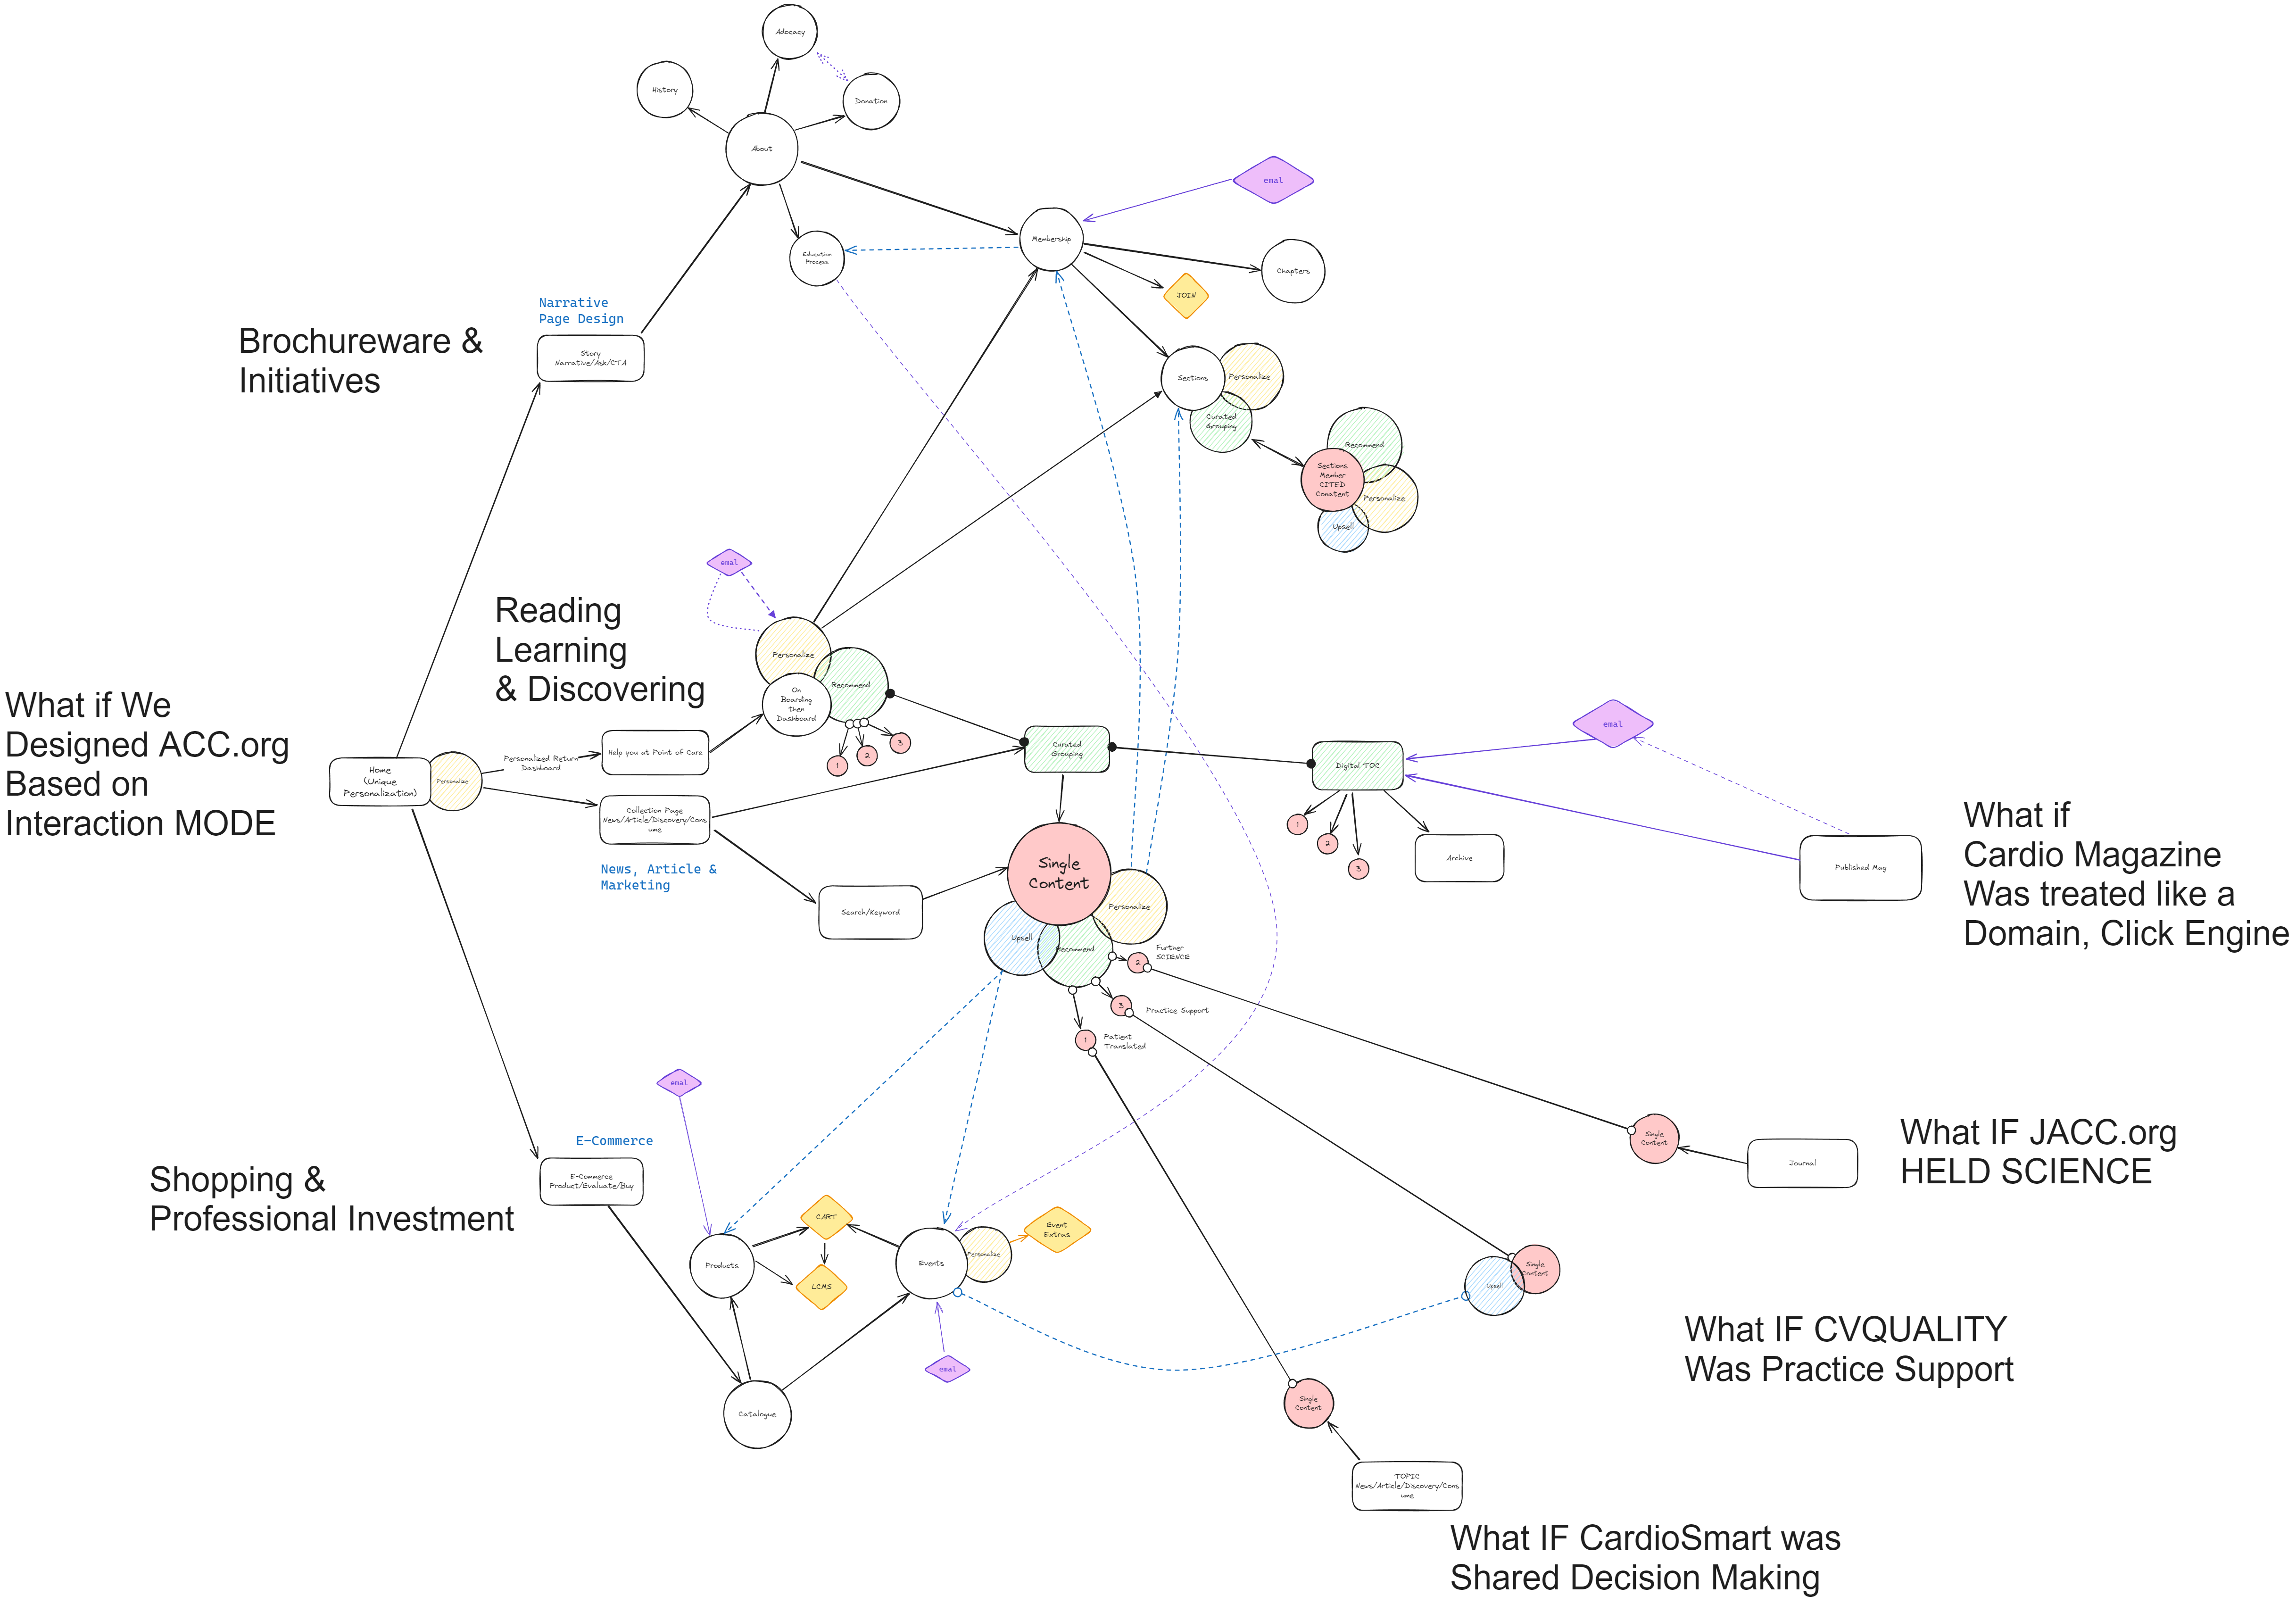 Adocacy
History
Donation
About
emal
Membership
Education
Process
Chapters
JOIN
Narrative
Page Design
Brochureware &
Initiatives
Story
Narrative/Ask/CTA
Sections
Personalize
Curated
Grouping
Recommend
Sections
Member
CITED
Conatent
Personalize
Upsell
emal
Reading
Learning
& Discovering
Personalize
Recommend
On
Boarding
then
Dashboard
1
2
3
What if We
Designed ACC.org
Based on
Interaction MODE
Home
(Unique
Personalization)
Personalize
Personalized Return
Dashboard
Help you at Point of Care
Collection Page
News/Article/Discovery/Cons
ume
News, Article &
Marketing
Search/Keyword
Curated
Grouping
Digital TOC
emal
1
2
3
Archive
Published Mag
What if
Cardio Magazine
Was treated like a
Domain, Click Engine
Single
Content
Personalize
Upsell
Recommend
2
Further
SCIENCE
3
Practice Support
1
Patient
Translated
emal
E-Commerce
Shopping &
Professional Investment
E-Commerce
Product/Evaluate/Buy
CART
LCMS
Products
Events
Personalize
Event
Extras
emal
Catalogue
Single
Content
Journal
What IF JACC.org
HELD SCIENCE
Single
Content
Upsell
What IF CVQUALITY
Was Practice Support
Single
Content
TOPIC
News/Article/Discovery/Cons
ume
What IF CardioSmart was
Shared Decision Making